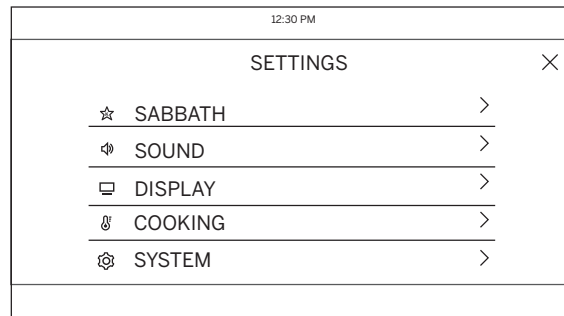 12:30 PM
SETTINGS
SABBATH
SOUND
DISPLAY
COOKING
SYSTEM